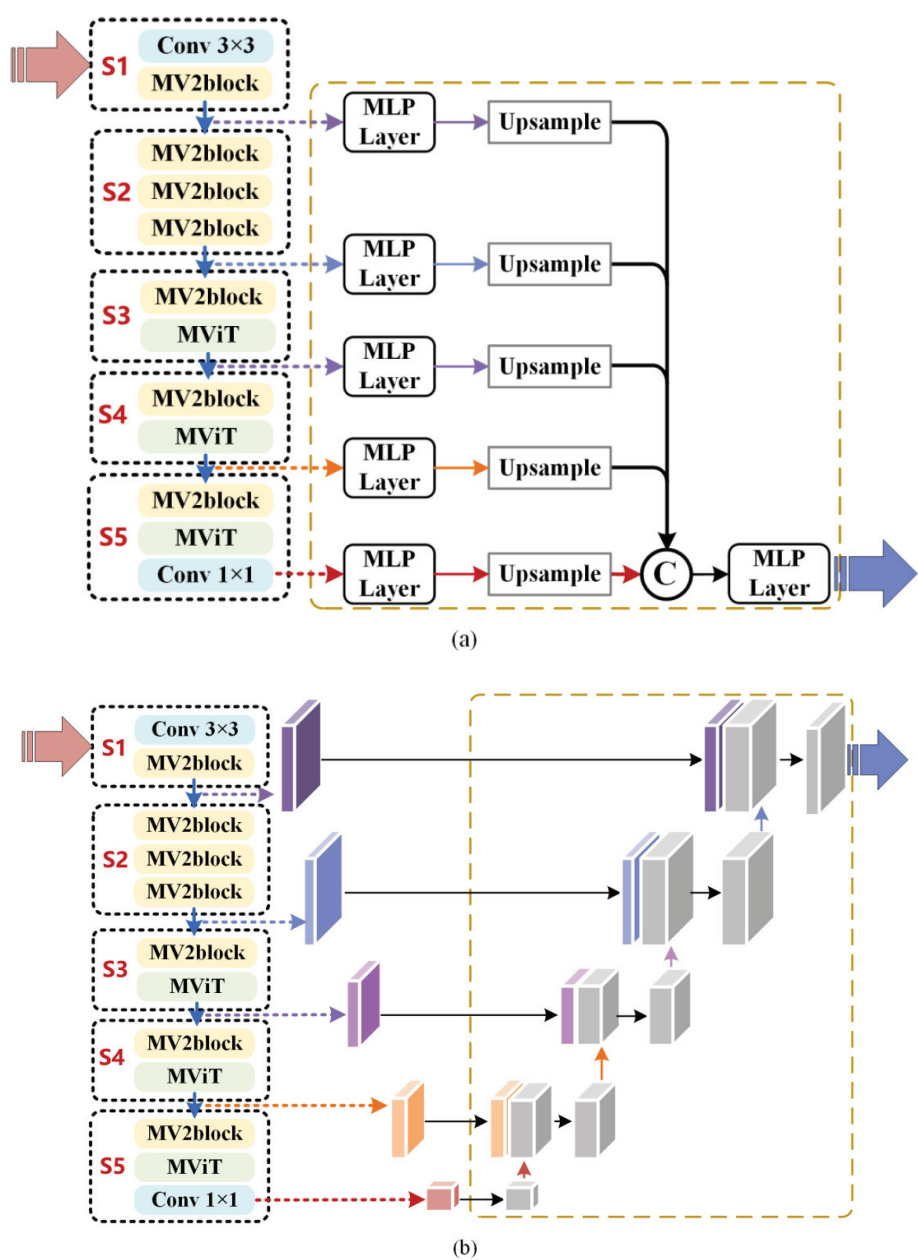 S1
Conv 3×3
MV2block
S2
MV2block
MV2block
MV2block
S3
MV2block
MViT
S4
MV2block
MViT
S5
MV2block
MViT
Conv 1×1
MLP
Layer
Upsample
MLP
Layer
Upsample
MLP
Layer
Upsample
MLP
Layer
Upsample
MLP
Layer
Upsample
C
MLP
Layer
(a)
S1
Conv 3×3
MV2block
S2
MV2block
MV2block
MV2block
S3
MV2block
MViT
S4
MV2block
MViT
S5
MV2block
MViT
Conv 1×1
(b)